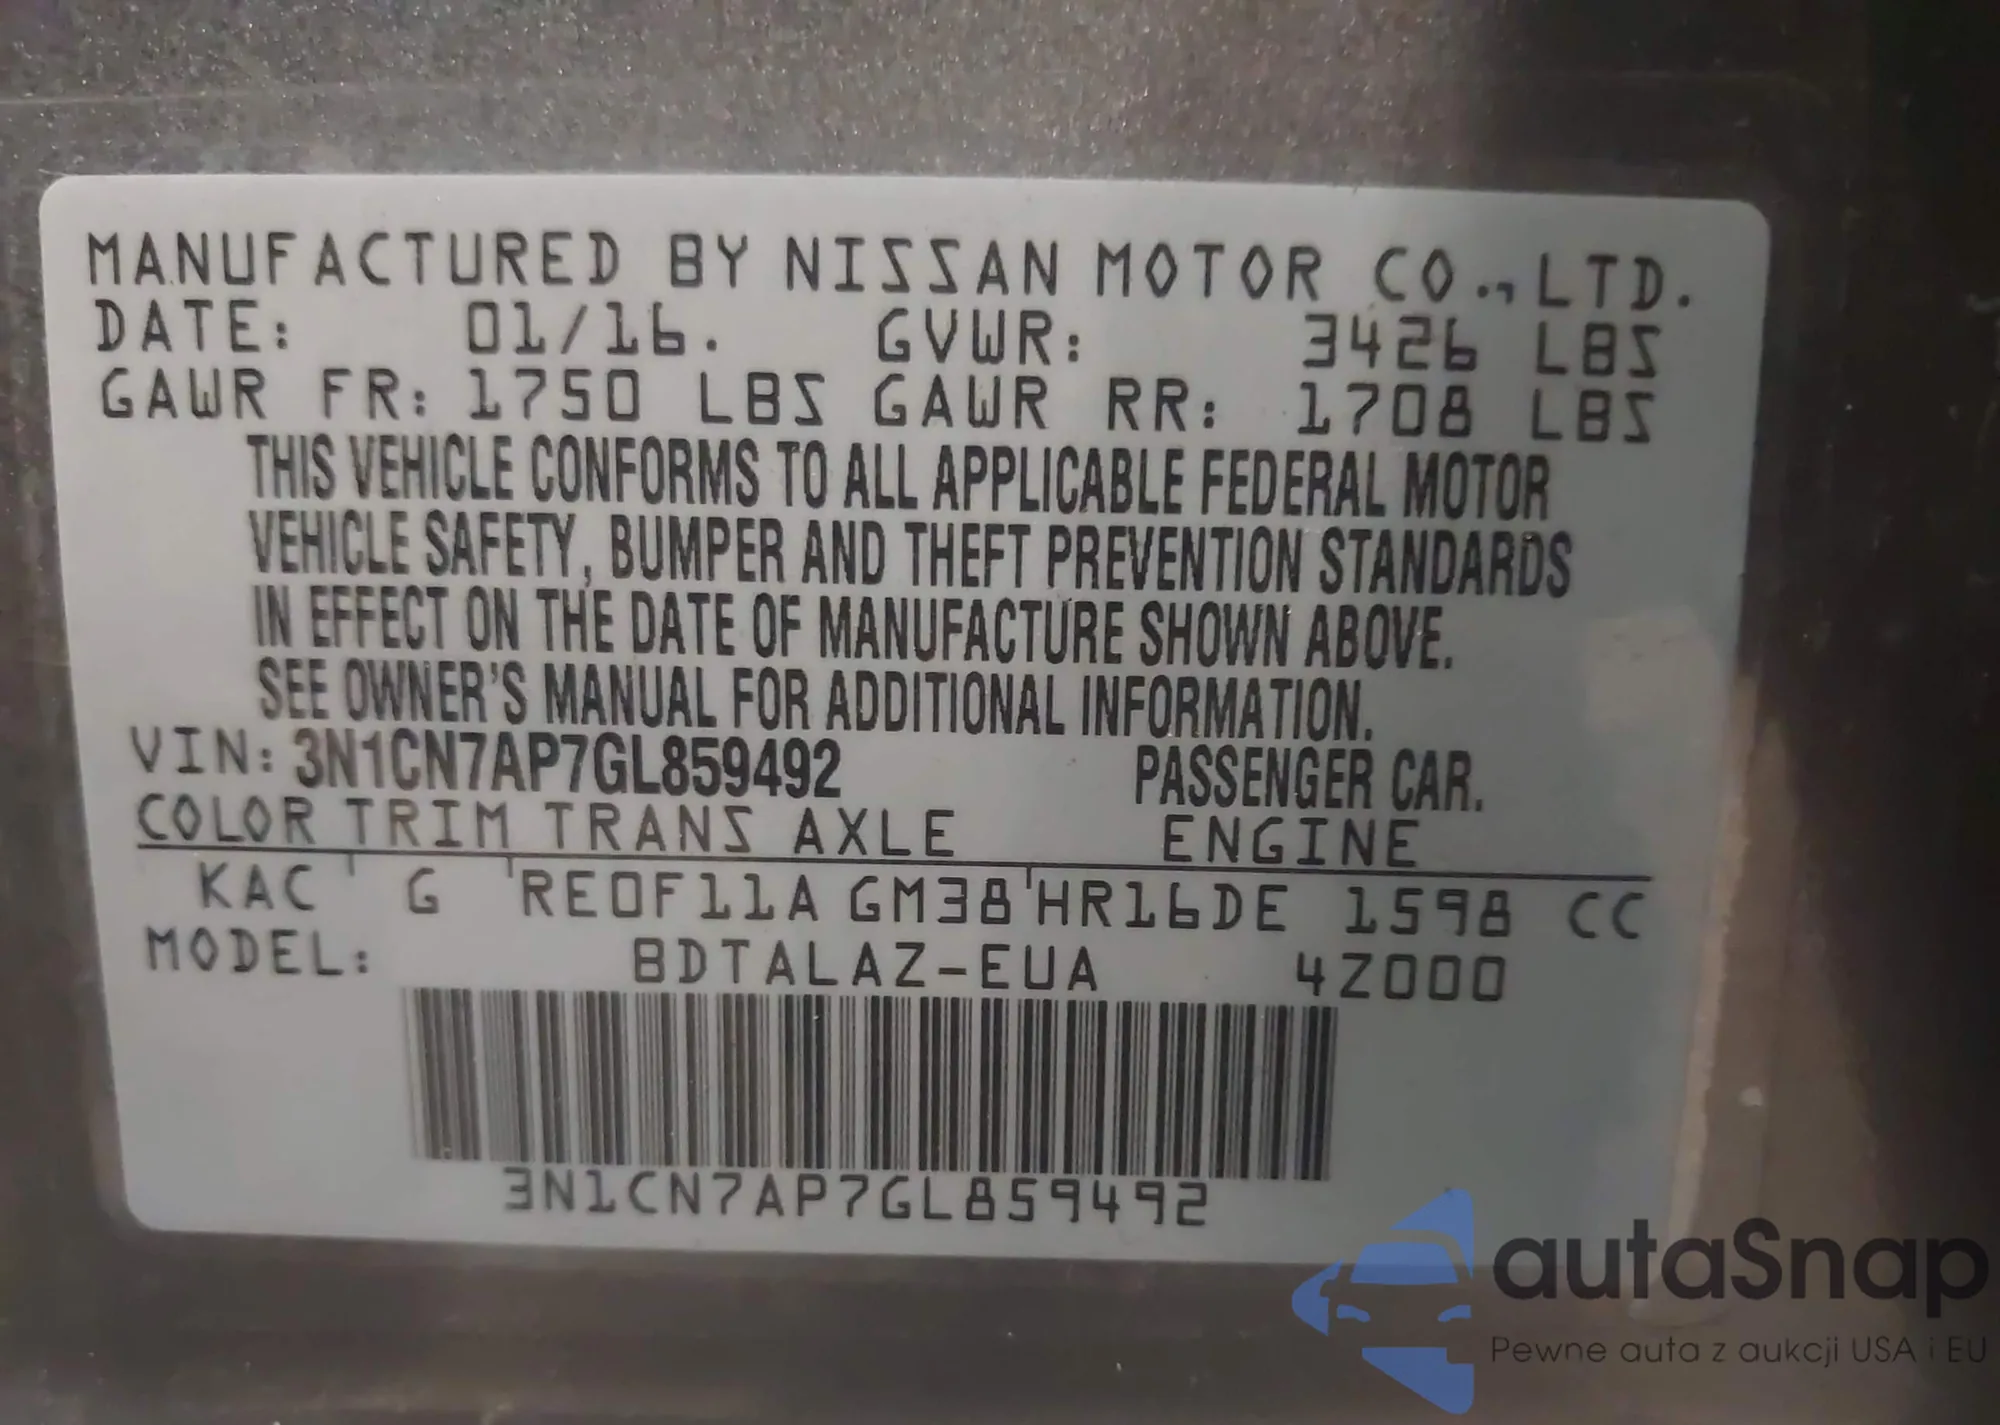 MANUFACTURED BY NISSAN MOTOR CO.,LTD.
DATE: 01/16. GVWR: 3426 LBS
GAWR FR: 1750 LBS GAWR RR: 1708 LBS
THIS VEHICLE CONFORMS TO ALL APPLICABLE FEDERAL MOTOR
VEHICLE SAFETY, BUMPER AND THEFT PREVENTION STANDARDS
IN EFFECT ON THE DATE OF MANUFACTURE SHOWN ABOVE.
SEE OWNER'S MANUAL FOR ADDITIONAL INFORMATION.
VIN: 3N1CN7AP7GL859492 PASSENGER CAR.
COLOR TRIM TRANS AXLE ENGINE
KAC G RE0F11A GM38 HR16DE 1598 CC
MODEL: BDTALAZ-EUA 4Z000
3N1CN7AP7GL859492
autaSnap
Pewne auta z aukcji USA i EU